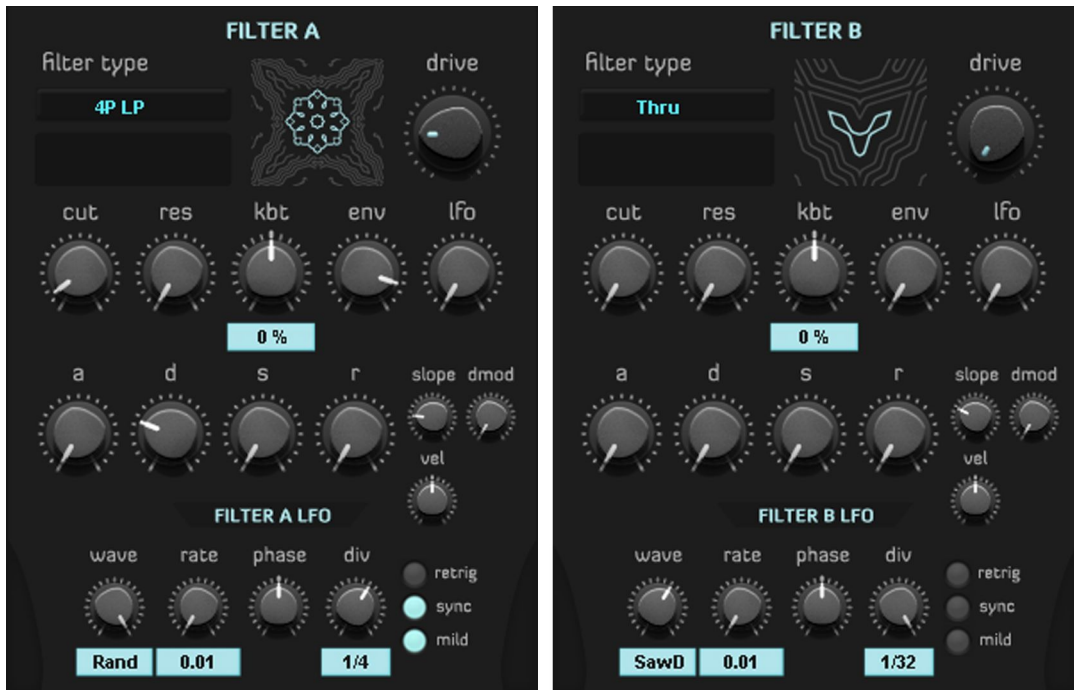 FILTER A
filter type
drive
4P LP
cut res kbt env lfo
0 %
a d s r slope dmod
vel
FILTER A LFO
wave rate phase div
retrig
sync
mild
Rand 0.01 1/4
FILTER B
filter type
drive
Thru
cut res kbt env lfo
0 %
a d s r slope dmod
vel
FILTER B LFO
wave rate phase div
retrig
sync
mild
SawD 0.01 1/32